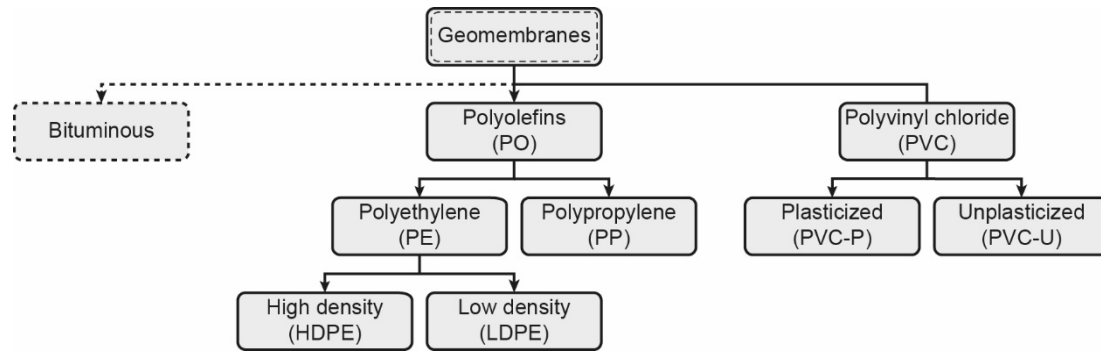 Geomembranes
Bituminous
Polyolefins
(PO)
Polyvinyl chloride
(PVC)
Polyethylene
(PE)
Polypropylene
(PP)
Plasticized
(PVC-P)
Unplasticized
(PVC-U)
High density
(HDPE)
Low density
(LDPE)